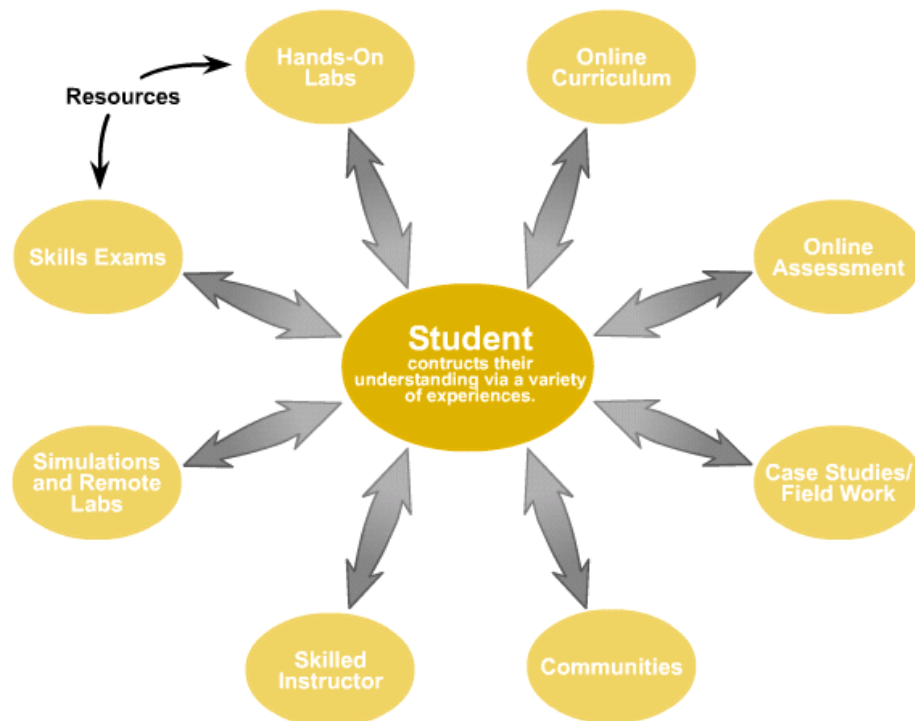 Hands-On
Labs
Online
Curriculum
Resources
Skills Exams
Online
Assessment
Student
contructs their
understanding via a variety
of experiences.
Simulations
and Remote
Labs
Case Studies/
Field Work
Skilled
Instructor
Communities